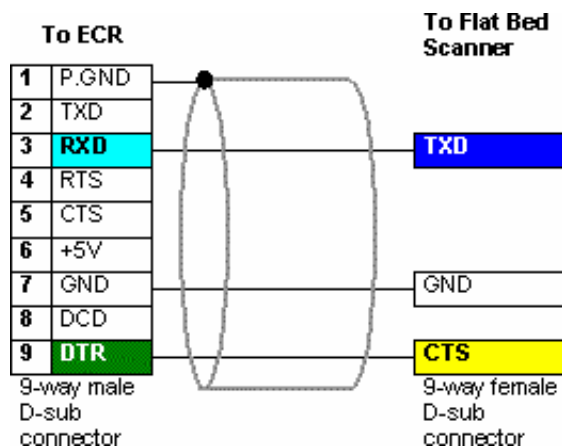 To ECR
To Flat Bed
Scanner
1 P.GND
2 TXD
3 RXD TXD
4 RTS
5 CTS
6 +5V
7 GND GND
8 DCD
9 DTR CTS
9-way male
D-sub
connector
9-way female
D-sub
connector